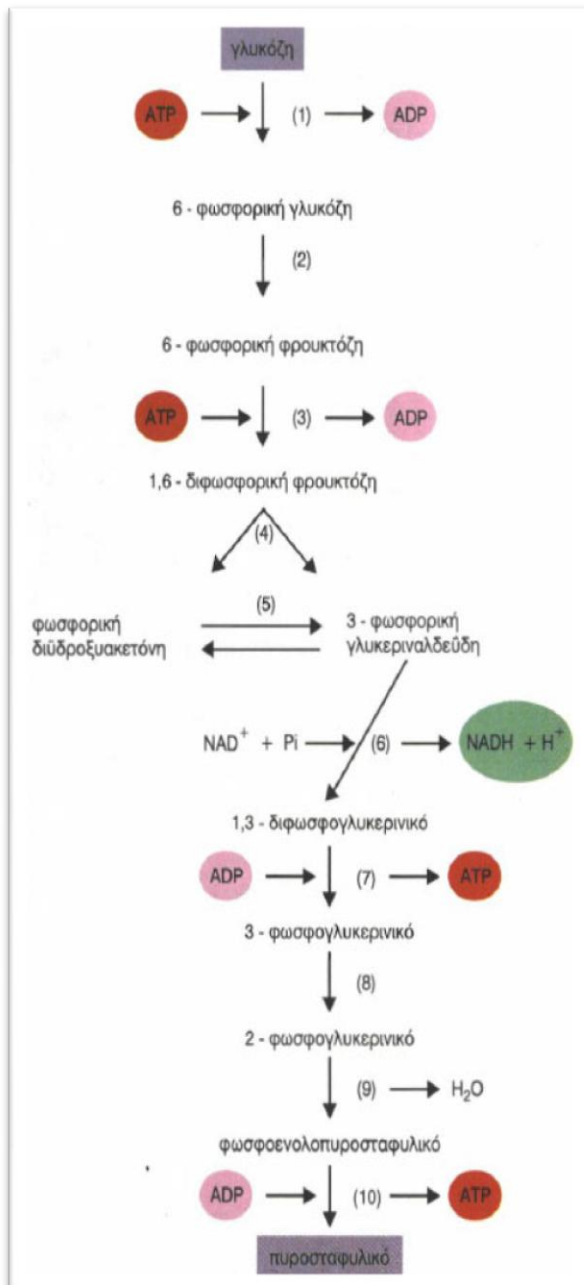 γλυκόζη
ATP (1) ADP
6 - φωσφορική γλυκόζη
(2)
6 - φωσφορική φρουκτόζη
ATP (3) ADP
1,6 - διφωσφορική φρουκτόζη
(4)
(5)
φωσφορική 3 - φωσφορική
διϋδροξυακετόνη γλυκεριναλδεΰδη
NAD⁺ + Pi (6) NADH + H⁺
1,3 - διφωσφογλυκερινικό
ADP (7) ATP
3 - φωσφογλυκερινικό
(8)
2 - φωσφογλυκερινικό
(9) H₂O
φωσφοενολοπυροσταφυλικό
ADP (10) ATP
πυροσταφυλικό